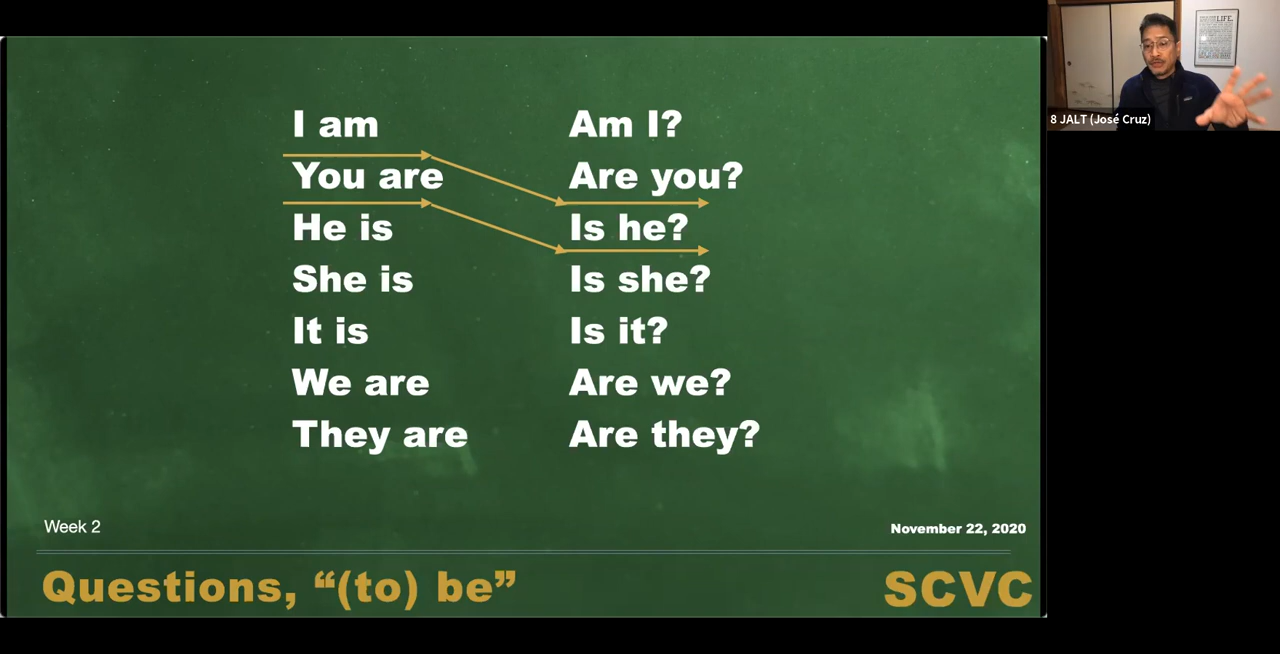 I am
You are
He is
She is
It is
We are
They are
Am I?
Are you?
Is he?
Is she?
Is it?
Are we?
Are they?
Week 2
November 22, 2020
Questions, “(to) be”
SCVC
LIFE.
8 JALT (José Cruz)